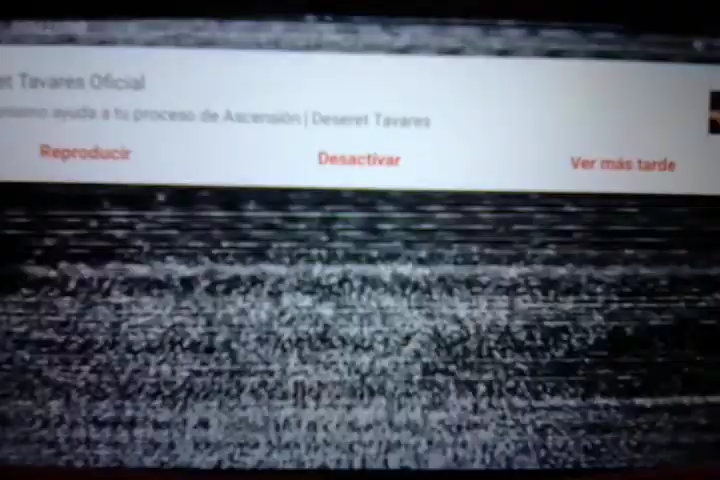 Tavares Oficial
ayuda a tu proceso de Ascensión | Deseret Tavares
Reproducir Desactivar Ver más tarde